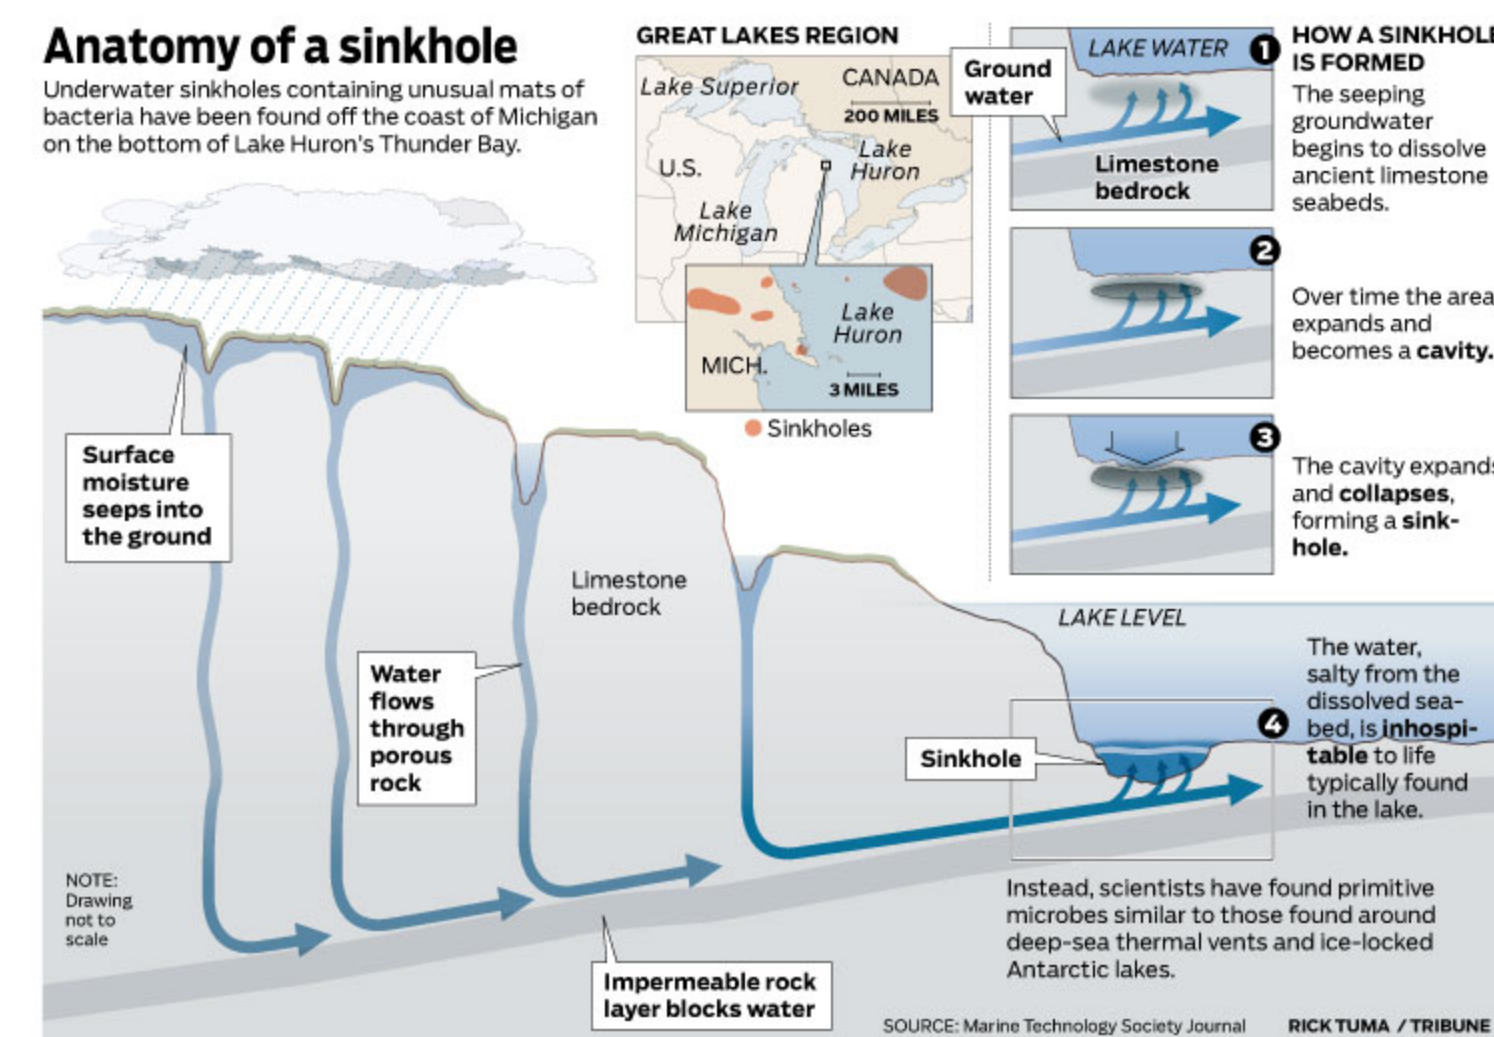 Anatomy of a sinkhole
Underwater sinkholes containing unusual mats of
bacteria have been found off the coast of Michigan
on the bottom of Lake Huron's Thunder Bay.
GREAT LAKES REGION
Lake Superior
CANADA
200 MILES
U.S.
Lake
Huron
Lake
Michigan
Lake
Huron
MICH.
3 MILES
Sinkholes
Ground
water
LAKE WATER
1
Limestone
bedrock
HOW A SINKHOLE
IS FORMED
The seeping
groundwater
begins to dissolve
ancient limestone
seabeds.
2
Over time the area
expands and
becomes a cavity.
3
The cavity expands
and collapses,
forming a sink-
hole.
Surface
moisture
seeps into
the ground
Limestone
bedrock
Water
flows
through
porous
rock
LAKE LEVEL
Sinkhole
4
The water,
salty from the
dissolved sea-
bed, is inhospi-
table to life
typically found
in the lake.
Instead, scientists have found primitive
microbes similar to those found around
deep-sea thermal vents and ice-locked
Antarctic lakes.
NOTE:
Drawing
not to
scale
Impermeable rock
layer blocks water
SOURCE: Marine Technology Society Journal
RICK TUMA / TRIBUNE